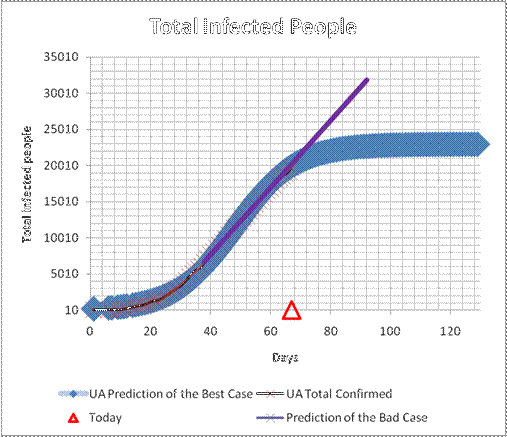 Total Infected People
Total infected people
35010
30010
25010
20010
15010
10010
5010
10
0 20 40 60 80 100 120
Days
UA Prediction of the Best Case UA Total Confirmed
Today Prediction of the Bad Case